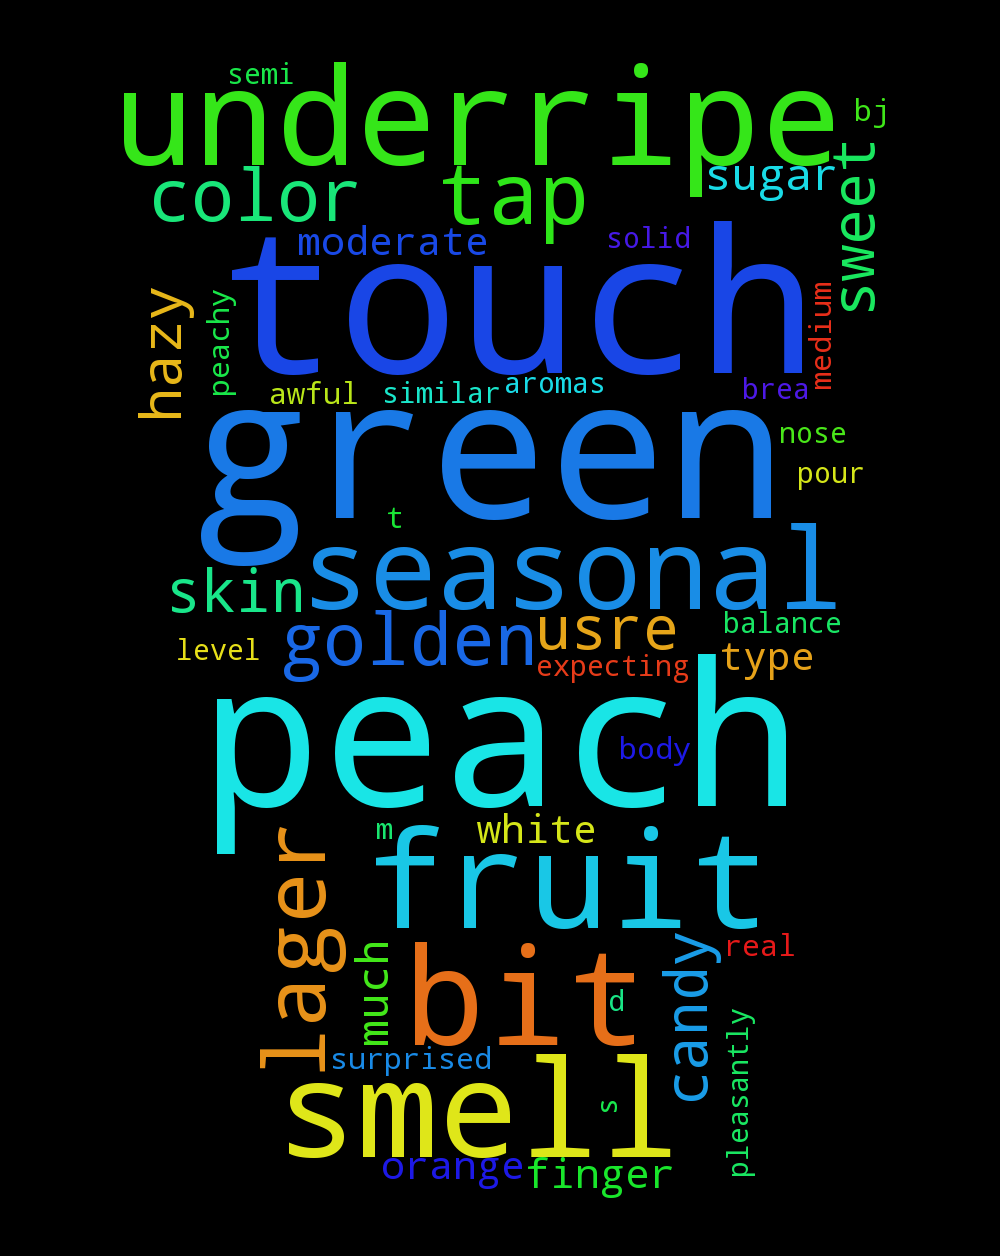 semi
underripe
bj
color
tap
sugar
sweet
moderate
solid
touch
hazy
peachy
medium
awful
similar
aromas
brea
green
nose
pour
t
seasonal
skin
golden
usre
balance
level
expecting
type
peach
body
m
white
fruit
lager
much
bit
candy
real
d
surprised
smell
s
pleasantly
orange
finger